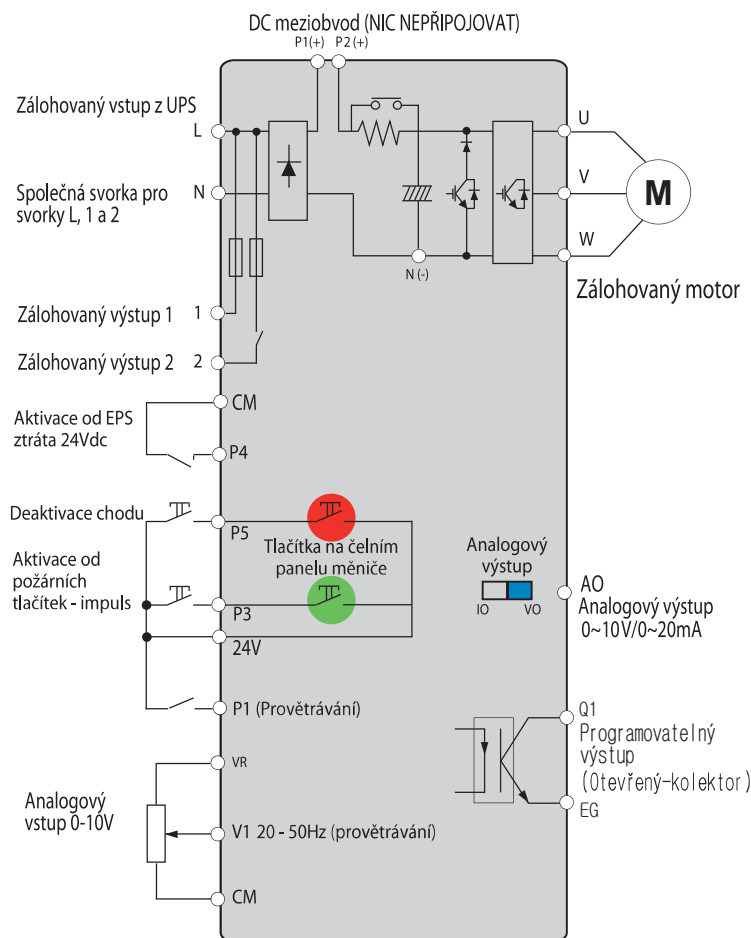 DC meziobvod (NIC NEPŘIPOJOVAT)
P1(+)
P2 (+)
Zálohovaný vstup z UPS
L
U
Společná svorka pro
svorky L, 1 a 2
N
V
M
W
N (-)
Zálohovaný motor
Zálohovaný výstup 1
1
Zálohovaný výstup 2
2
CM
Aktivace od EPS
ztráta 24Vdc
P4
Deaktivace chodu
P5
Tlačítka na čelním
panelu měniče
Aktivace od
požárních
tlačítek - impuls
P3
24V
Analogový
výstup
IO
VO
AO
Analogový výstup
0~10V/0~20mA
P1 (Provětrávání)
Q1
Programovatelný
výstup
(Otevřený-kolektor)
EG
VR
Analogový
vstup 0-10V
V1 20 - 50Hz (provětrávání)
CM